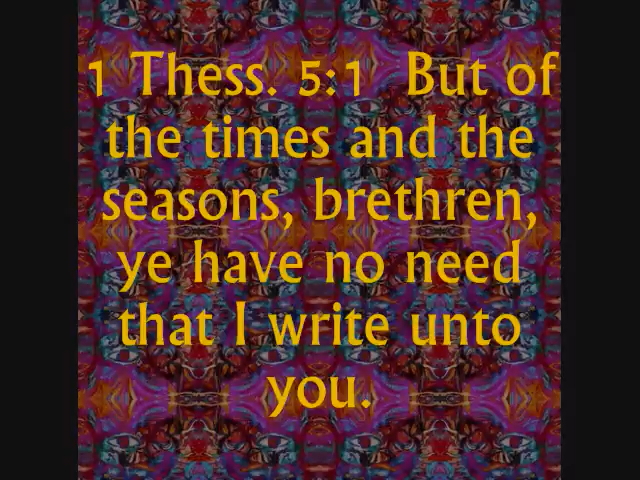 1 Thess. 5:1 But of
the times and the
seasons, brethren,
ye have no need
that I write unto
you.